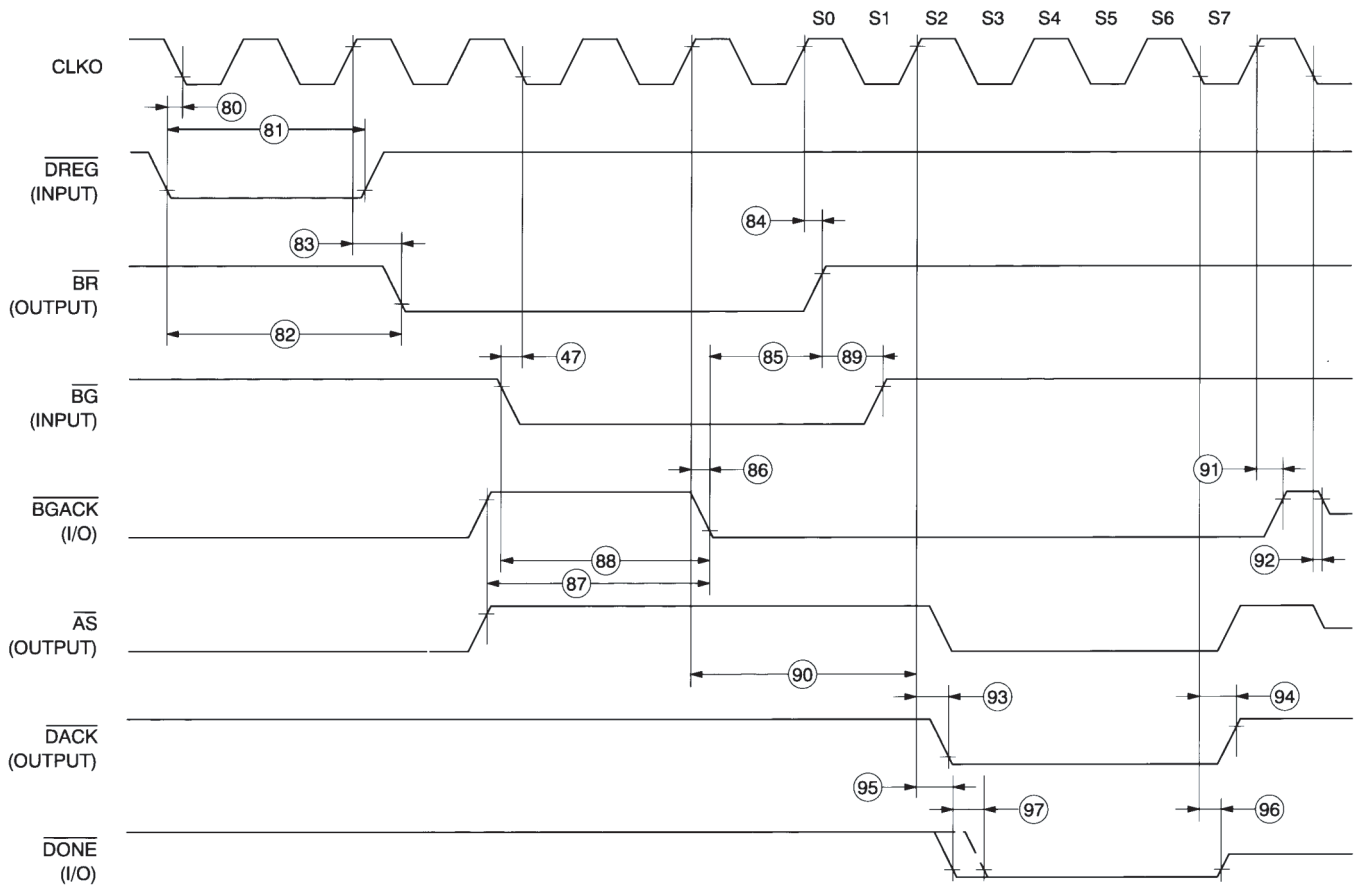 S0 S1 S2 S3 S4 S5 S6 S7
CLKO
80
81
DREG
(INPUT)
84
83
BR
(OUTPUT)
82
47
85
89
BG
(INPUT)
86
91
BGACK
(I/O)
88
92
87
AS
(OUTPUT)
90
93
94
DACK
(OUTPUT)
95
97
96
DONE
(I/O)